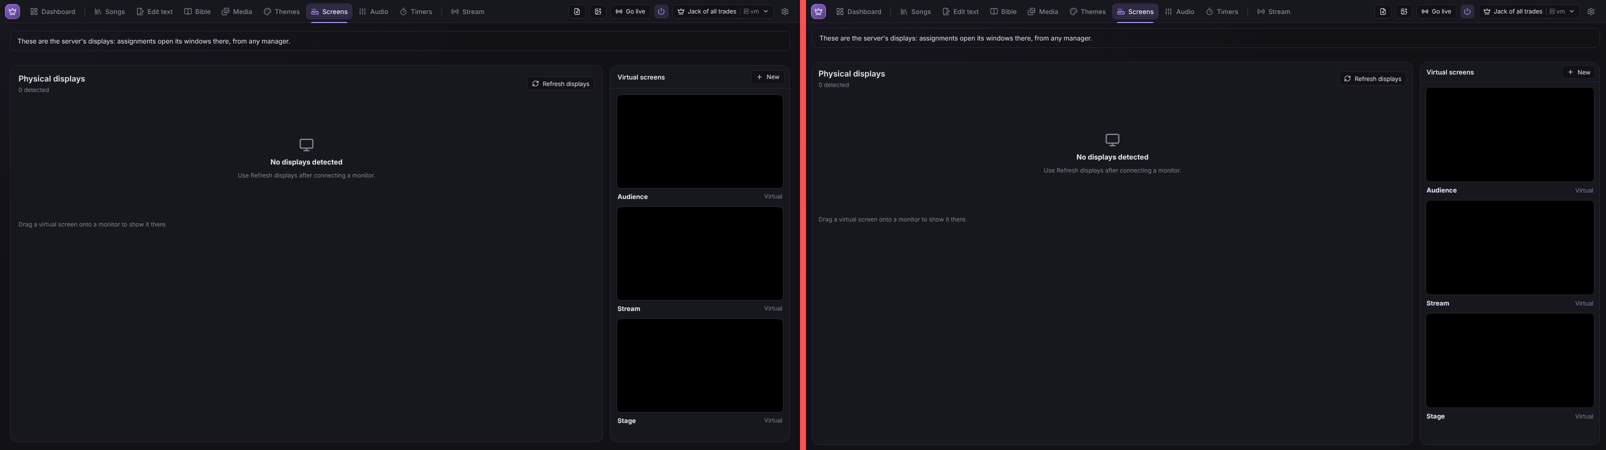 Dashboard Songs Edit text Bible Media Themes Screens Audio Timers Stream Go live Jack of all trades vm
These are the server's displays: assignments open its windows there, from any manager.
Physical displays
0 detected
Refresh displays
No displays detected
Use Refresh displays after connecting a monitor.
Drag a virtual screen onto a monitor to show it there.
Virtual screens
New
Audience Virtual
Stream Virtual
Stage Virtual
Dashboard Songs Edit text Bible Media Themes Screens Audio Timers Stream Go live Jack of all trades vm
These are the server's displays: assignments open its windows there, from any manager.
Physical displays
0 detected
Refresh displays
No displays detected
Use Refresh displays after connecting a monitor.
Drag a virtual screen onto a monitor to show it there.
Virtual screens
New
Audience Virtual
Stream Virtual
Stage Virtual